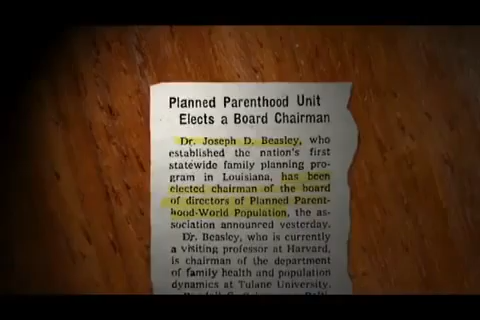 Planned Parenthood Unit
Elects a Board Chairman
Dr. Joseph D. Beasley, who
established the nation's first
statewide family planning pro-
gram in Louisiana, has been
elected chairman of the board
of directors of Planned Parent-
hood-World Population, the as-
sociation announced yesterday.
Dr. Beasley, who is currently
a visiting professor at Harvard,
is chairman of the department
of family health and population
dynamics at Tulane University.